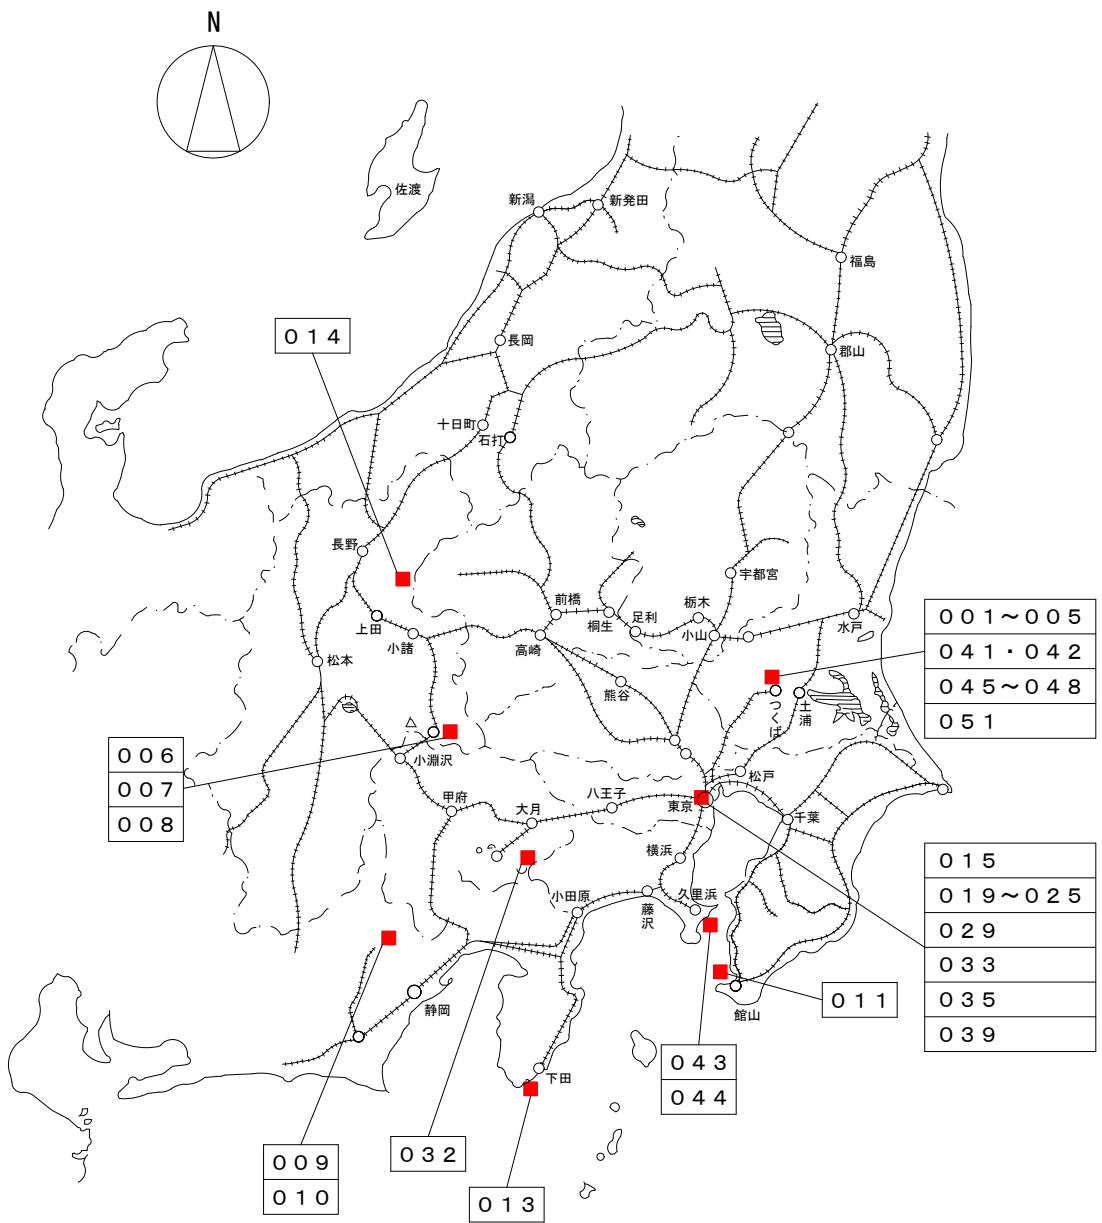 N
佐渡
新潟
新発田
福島
０１４
長岡
郡山
十日町
石打
長野
宇都宮
前橋
桐生
足利
栃木
小山
水戸
上田
小諸
高崎
松本
熊谷
つくば
土浦
００１～００５
０４１・０４２
０４５～０４８
０５１
００６
００７
００８
小淵沢
松戸
甲府
大月
八王子
東京
千葉
横浜
小田原
藤沢
久里浜
０１５
０１９～０２５
０２９
０３３
０３５
０３９
静岡
館山
０１１
下田
０４３
０４４
００９
０１０
０３２
０１３